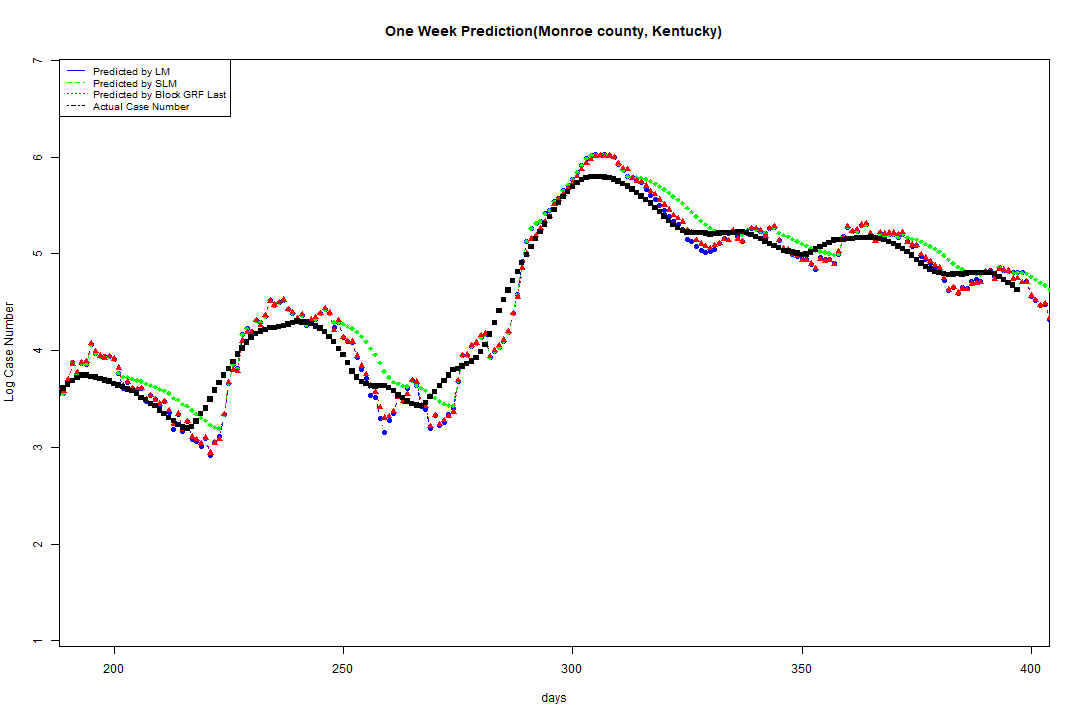 One Week Prediction(Monroe county, Kentucky)
7
Predicted by LM
Predicted by SLM
Predicted by Block GRF Last
Actual Case Number
6
5
4
3
2
1
Log Case Number
200 250 300 350 400
days